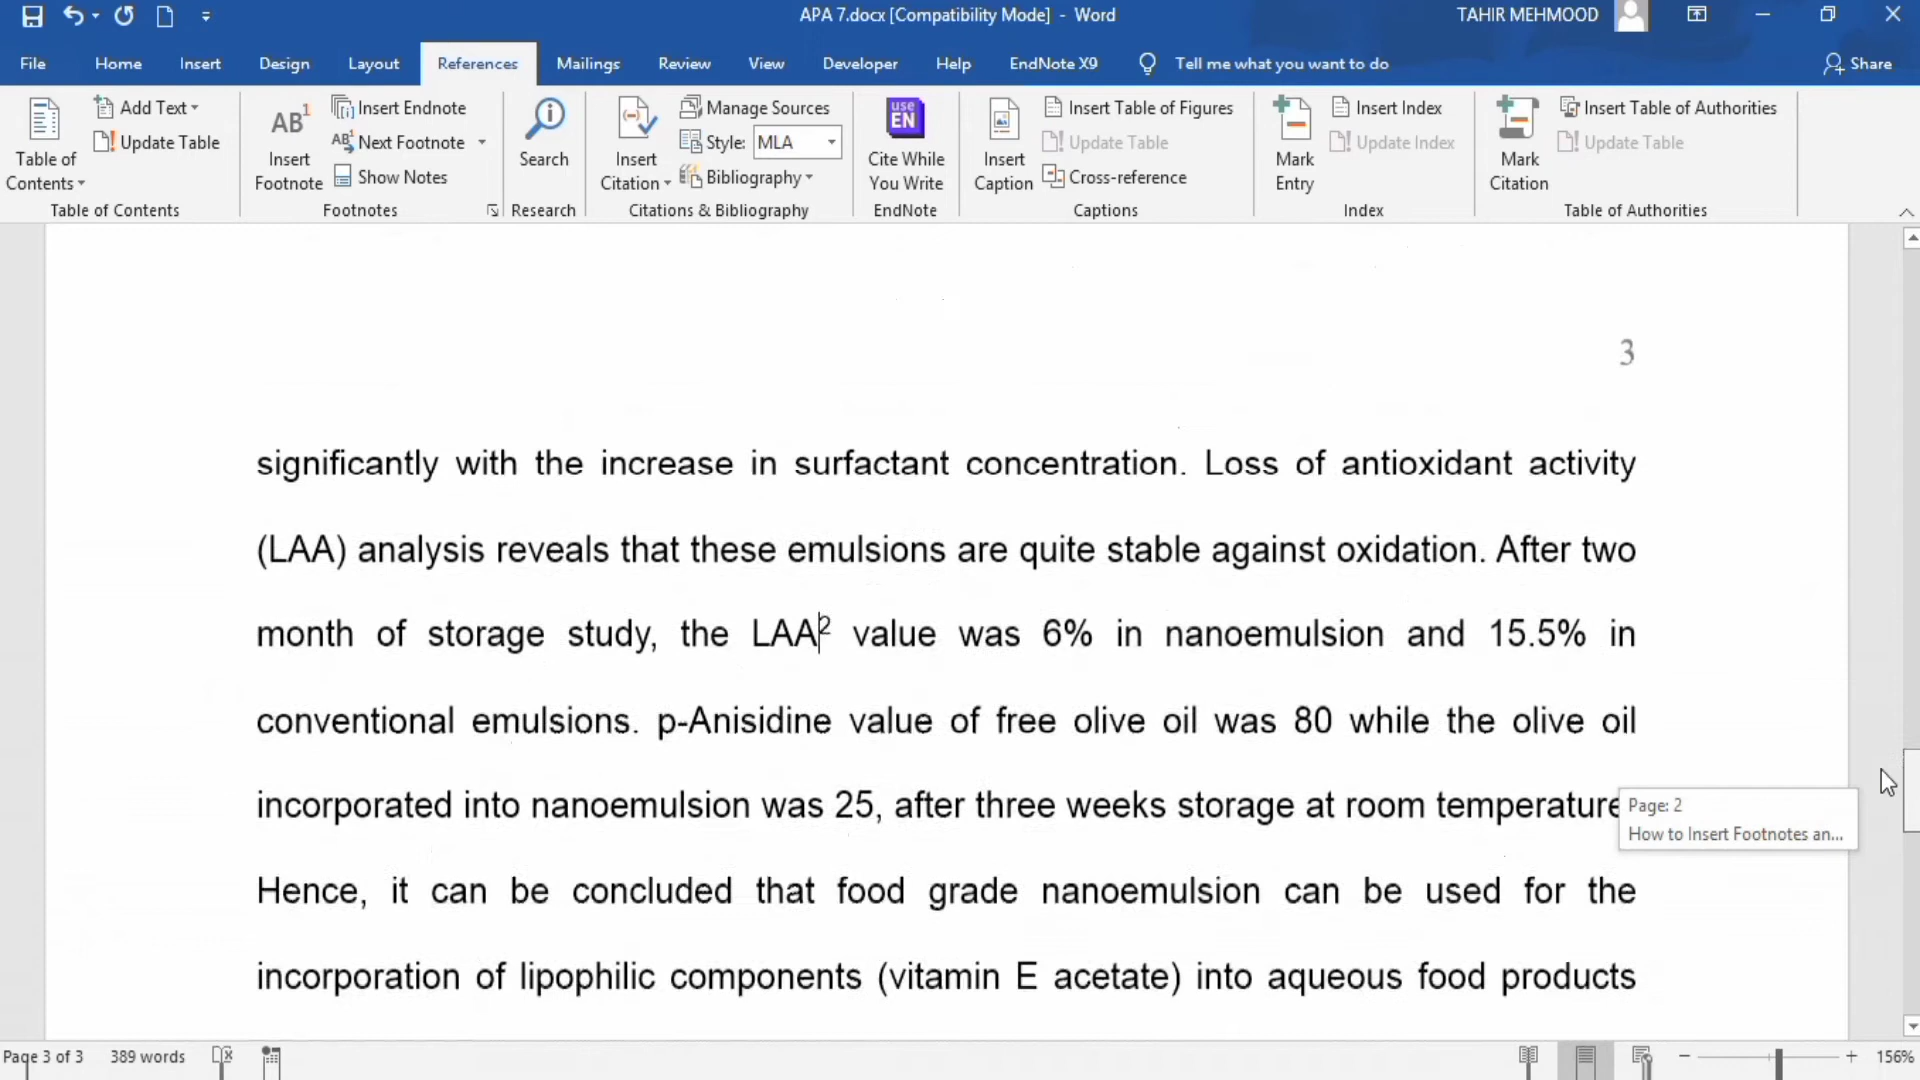 APA 7.docx [Compatibility Mode] - Word
TAHIR MEHMOOD
File Home Insert Design Layout References Mailings Review View Developer Help EndNote X9 Tell me what you want to do Share
Table of Contents
Add Text
Update Table
Table of Contents
AB1 Insert Footnote
Insert Endnote
AB1 Next Footnote
Show Notes
Footnotes
Search
Research
Insert Citation
Manage Sources
Style: MLA
Bibliography
Citations & Bibliography
use EN
Cite While You Write
EndNote
Insert Caption
Insert Table of Figures
Update Table
Cross-reference
Captions
Mark Entry
Insert Index
Update Index
Index
Mark Citation
Insert Table of Authorities
Update Table
Table of Authorities
3
significantly with the increase in surfactant concentration. Loss of antioxidant activity
(LAA) analysis reveals that these emulsions are quite stable against oxidation. After two
month of storage study, the LAA2 value was 6% in nanoemulsion and 15.5% in
conventional emulsions. p-Anisidine value of free olive oil was 80 while the olive oil
incorporated into nanoemulsion was 25, after three weeks storage at room temperature
Hence, it can be concluded that food grade nanoemulsion can be used for the
incorporation of lipophilic components (vitamin E acetate) into aqueous food products
Page: 2
How to Insert Footnotes an...
Page 3 of 3 389 words 156%